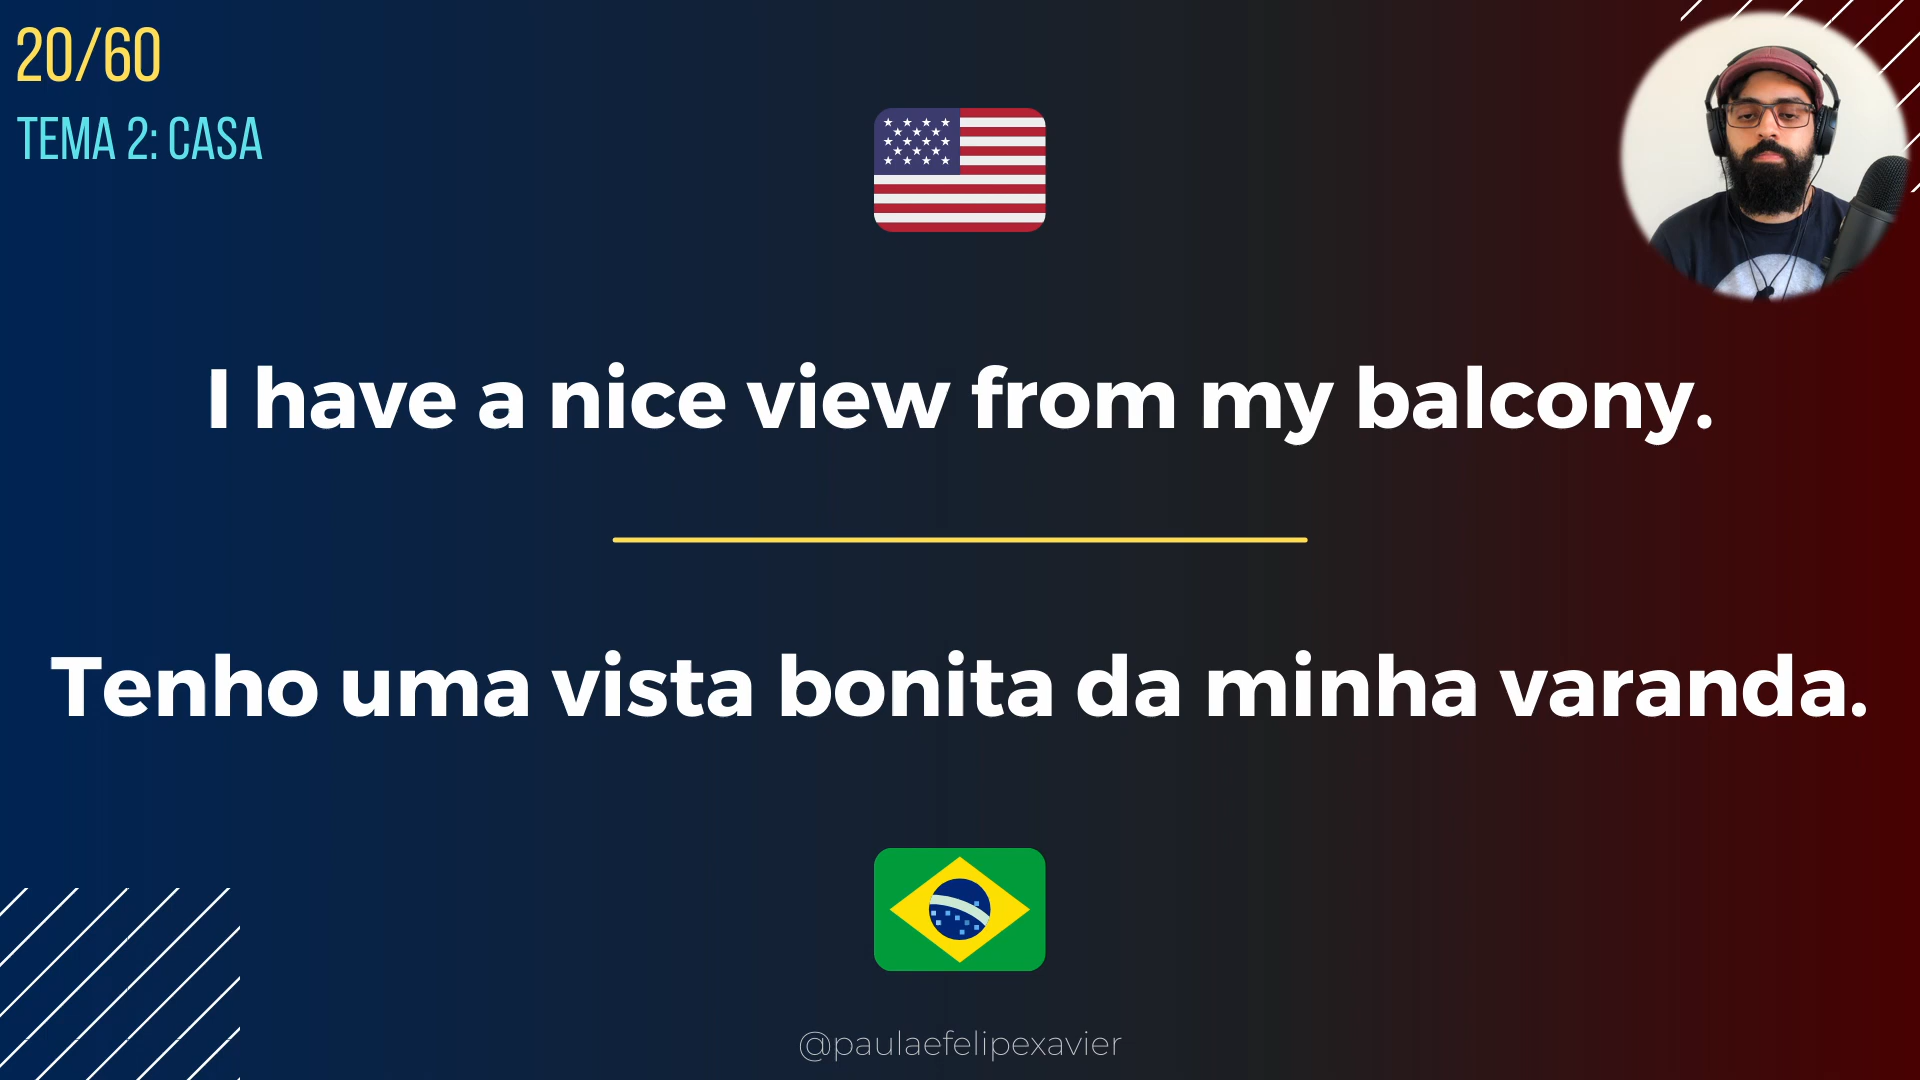 20/60
TEMA 2: CASA
I have a nice view from my balcony.
Tenho uma vista bonita da minha varanda.
@paulaefelipexavier